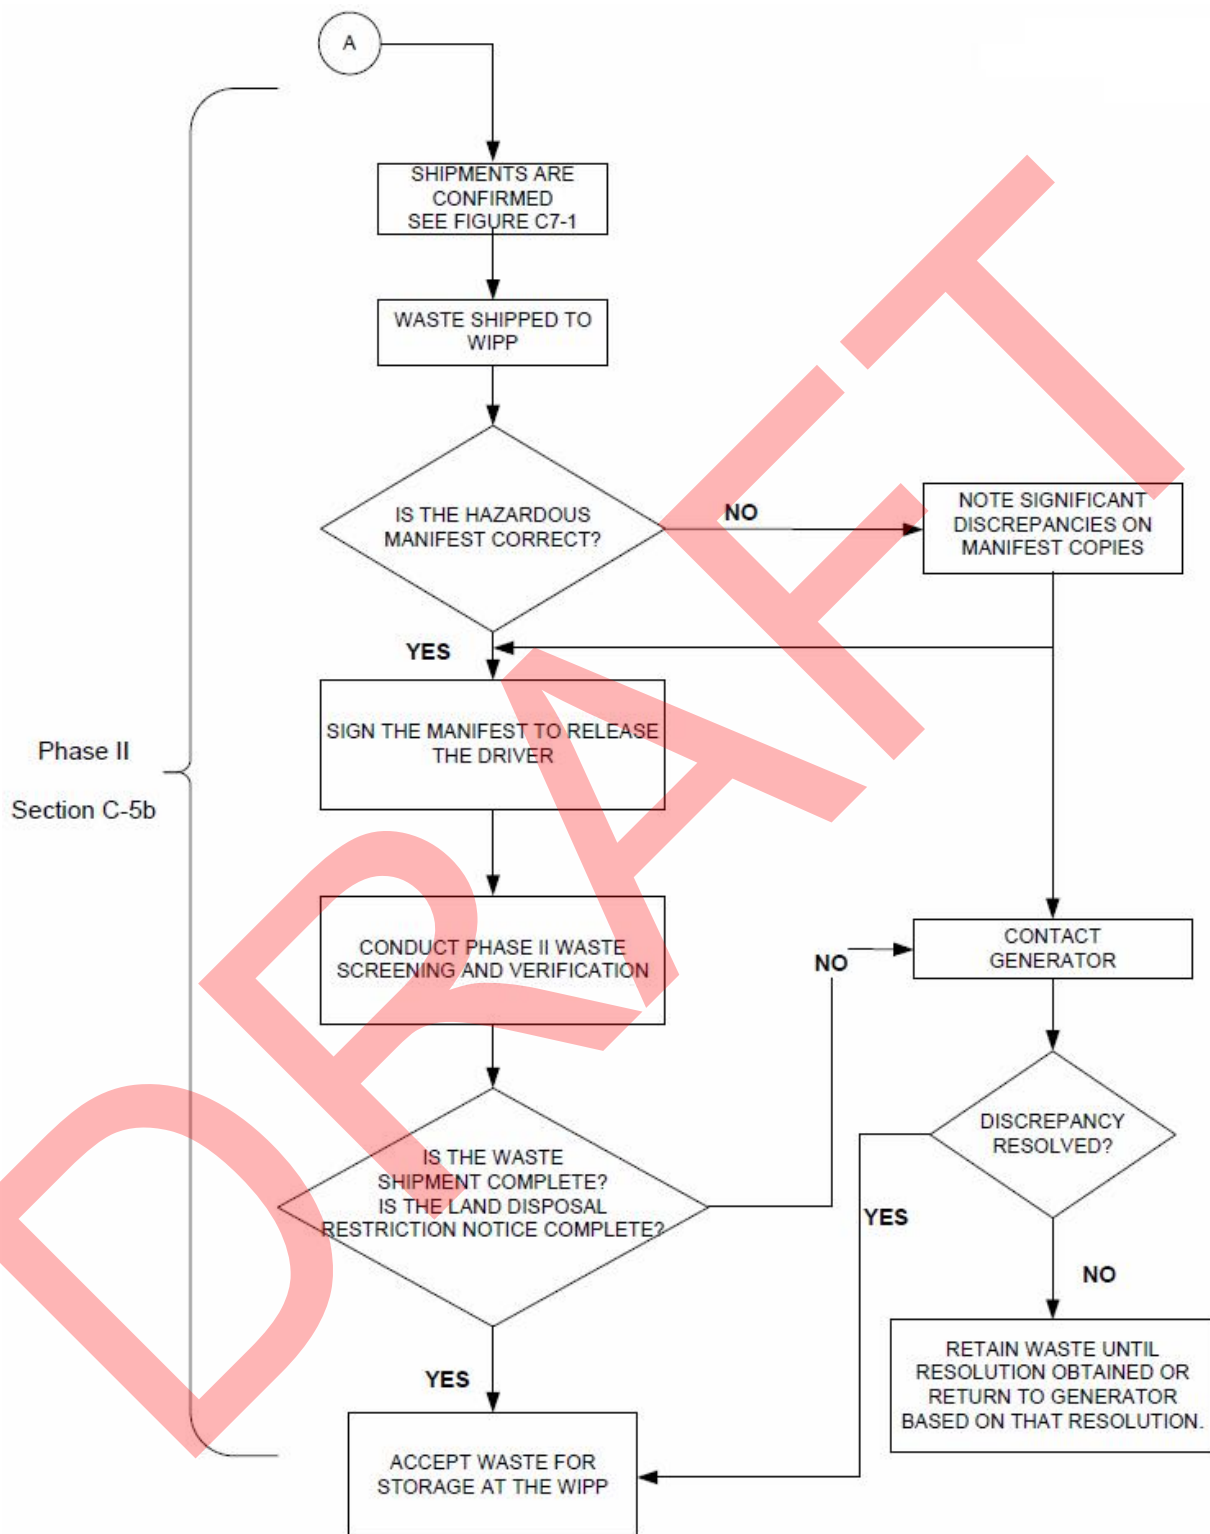 A
SHIPMENTS ARE
CONFIRMED
SEE FIGURE C7-1
WASTE SHIPPED TO
WIPP
IS THE HAZARDOUS
MANIFEST CORRECT?
NO
NOTE SIGNIFICANT
DISCREPANCIES ON
MANIFEST COPIES
YES
SIGN THE MANIFEST TO RELEASE
THE DRIVER
Phase II
Section C-5b
CONDUCT PHASE II WASTE
SCREENING AND VERIFICATION
NO
CONTACT
GENERATOR
IS THE WASTE
SHIPMENT COMPLETE?
IS THE LAND DISPOSAL
RESTRICTION NOTICE COMPLETE?
DISCREPANCY
RESOLVED?
YES
NO
YES
RETAIN WASTE UNTIL
RESOLUTION OBTAINED OR
RETURN TO GENERATOR
BASED ON THAT RESOLUTION.
ACCEPT WASTE FOR
STORAGE AT THE WIPP
DRAFT